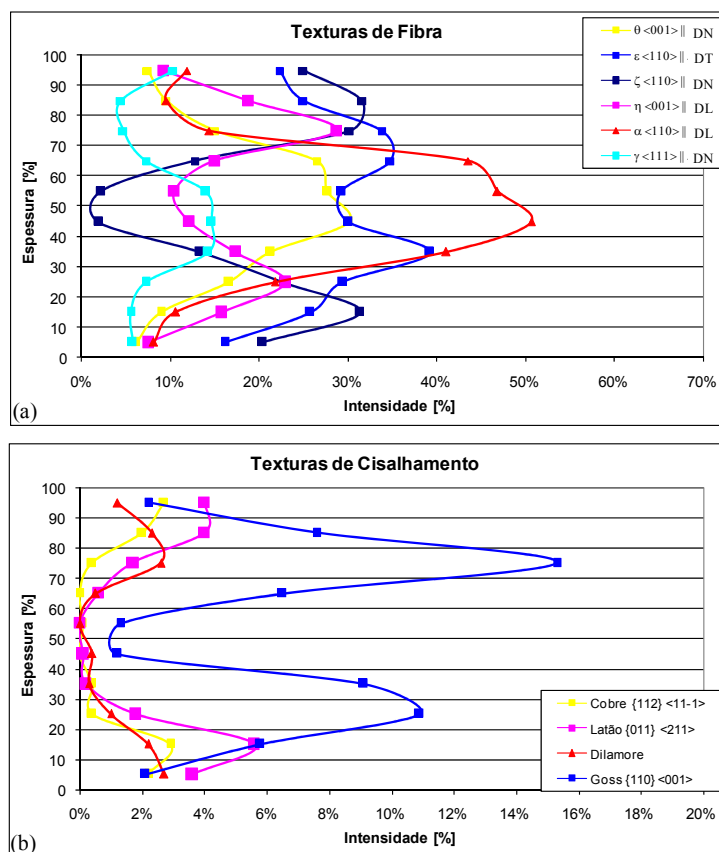 Texturas de Fibra
θ <001> || DN
ε <110> || DT
ζ <110> || DN
η <001> || DL
α <110> || DL
γ <111> || DN
Espessura [%]
100
90
80
70
60
50
40
30
20
10
0
0% 10% 20% 30% 40% 50% 60% 70%
Intensidade [%]
(a)
Texturas de Cisalhamento
Espessura [%]
100
90
80
70
60
50
40
30
20
10
0
Cobre {112} <11-1>
Latão {011} <211>
Dilamore
Goss {110} <001>
0% 2% 4% 6% 8% 10% 12% 14% 16% 18% 20%
Intensidade [%]
(b)